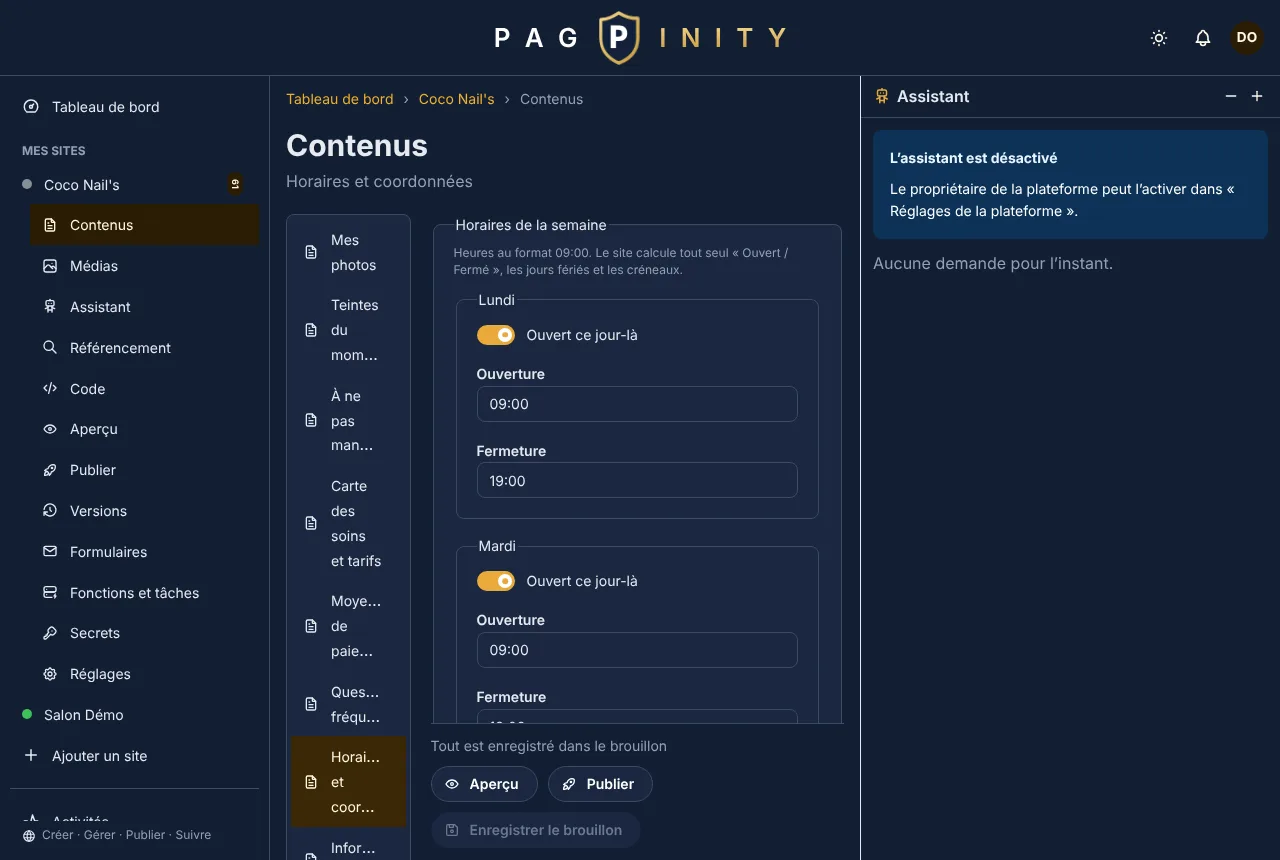 PAG P INITY
DO
Tableau de bord
MES SITES
Coco Nail's
61
Contenus
Médias
Assistant
Référencement
Code
Aperçu
Publier
Versions
Formulaires
Fonctions et tâches
Secrets
Réglages
Salon Démo
Ajouter un site
Activités
Créer · Gérer · Publier · Suivre
Tableau de bord › Coco Nail's › Contenus
Contenus
Horaires et coordonnées
Mes
photos
Teintes
du
mom...
À ne
pas
man...
Carte
des
soins
et tarifs
Moye...
de
paie...
Ques...
fréqu...
Horai...
et
coor...
Infor...
Horaires de la semaine
Heures au format 09:00. Le site calcule tout seul « Ouvert /
Fermé », les jours fériés et les créneaux.
Lundi
Ouvert ce jour-là
Ouverture
09:00
Fermeture
19:00
Mardi
Ouvert ce jour-là
Ouverture
09:00
Fermeture
Tout est enregistré dans le brouillon
Aperçu
Publier
Enregistrer le brouillon
Assistant
L’assistant est désactivé
Le propriétaire de la plateforme peut l’activer dans «
Réglages de la plateforme ».
Aucune demande pour l’instant.